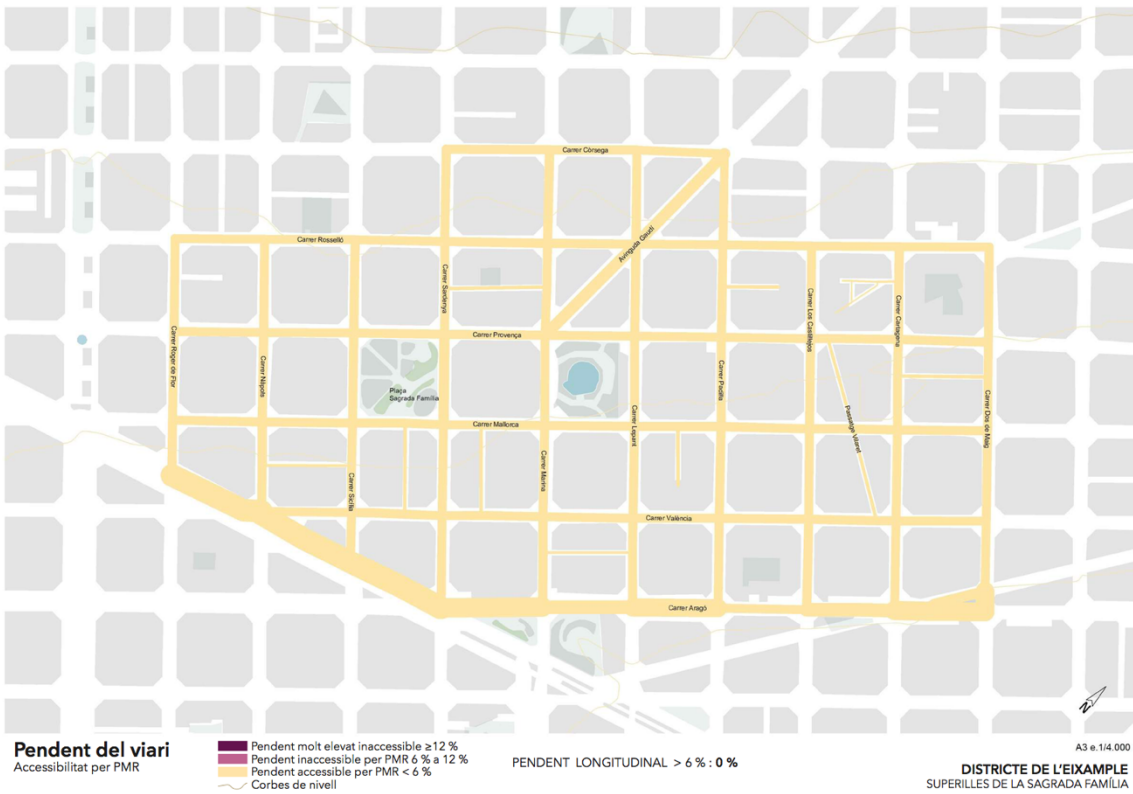 Carrer Còrsega
Carrer Rosselló
Avinguda Gaudí
Carrer Sardenya
Carrer Los Castillejos
Carrer Cartagena
Carrer Provença
Carrer Roger de Flor
Carrer Nàpols
Plaça
Sagrada Família
Carrer Padilla
Carrer Dos de Maig
Carrer Lepant
Passatge Vilaret
Carrer Mallorca
Carrer Marina
Carrer Sicília
Carrer València
Carrer Aragó
N
Pendent del viari
Accessibilitat per PMR
Pendent molt elevat inaccessible ≥12 %
Pendent inaccessible per PMR 6 % a 12 %
Pendent accessible per PMR < 6 %
Corbes de nivell
PENDENT LONGITUDINAL > 6 % : 0 %
A3 e.1/4.000
DISTRICTE DE L'EIXAMPLE
SUPERILLES DE LA SAGRADA FAMÍLIA